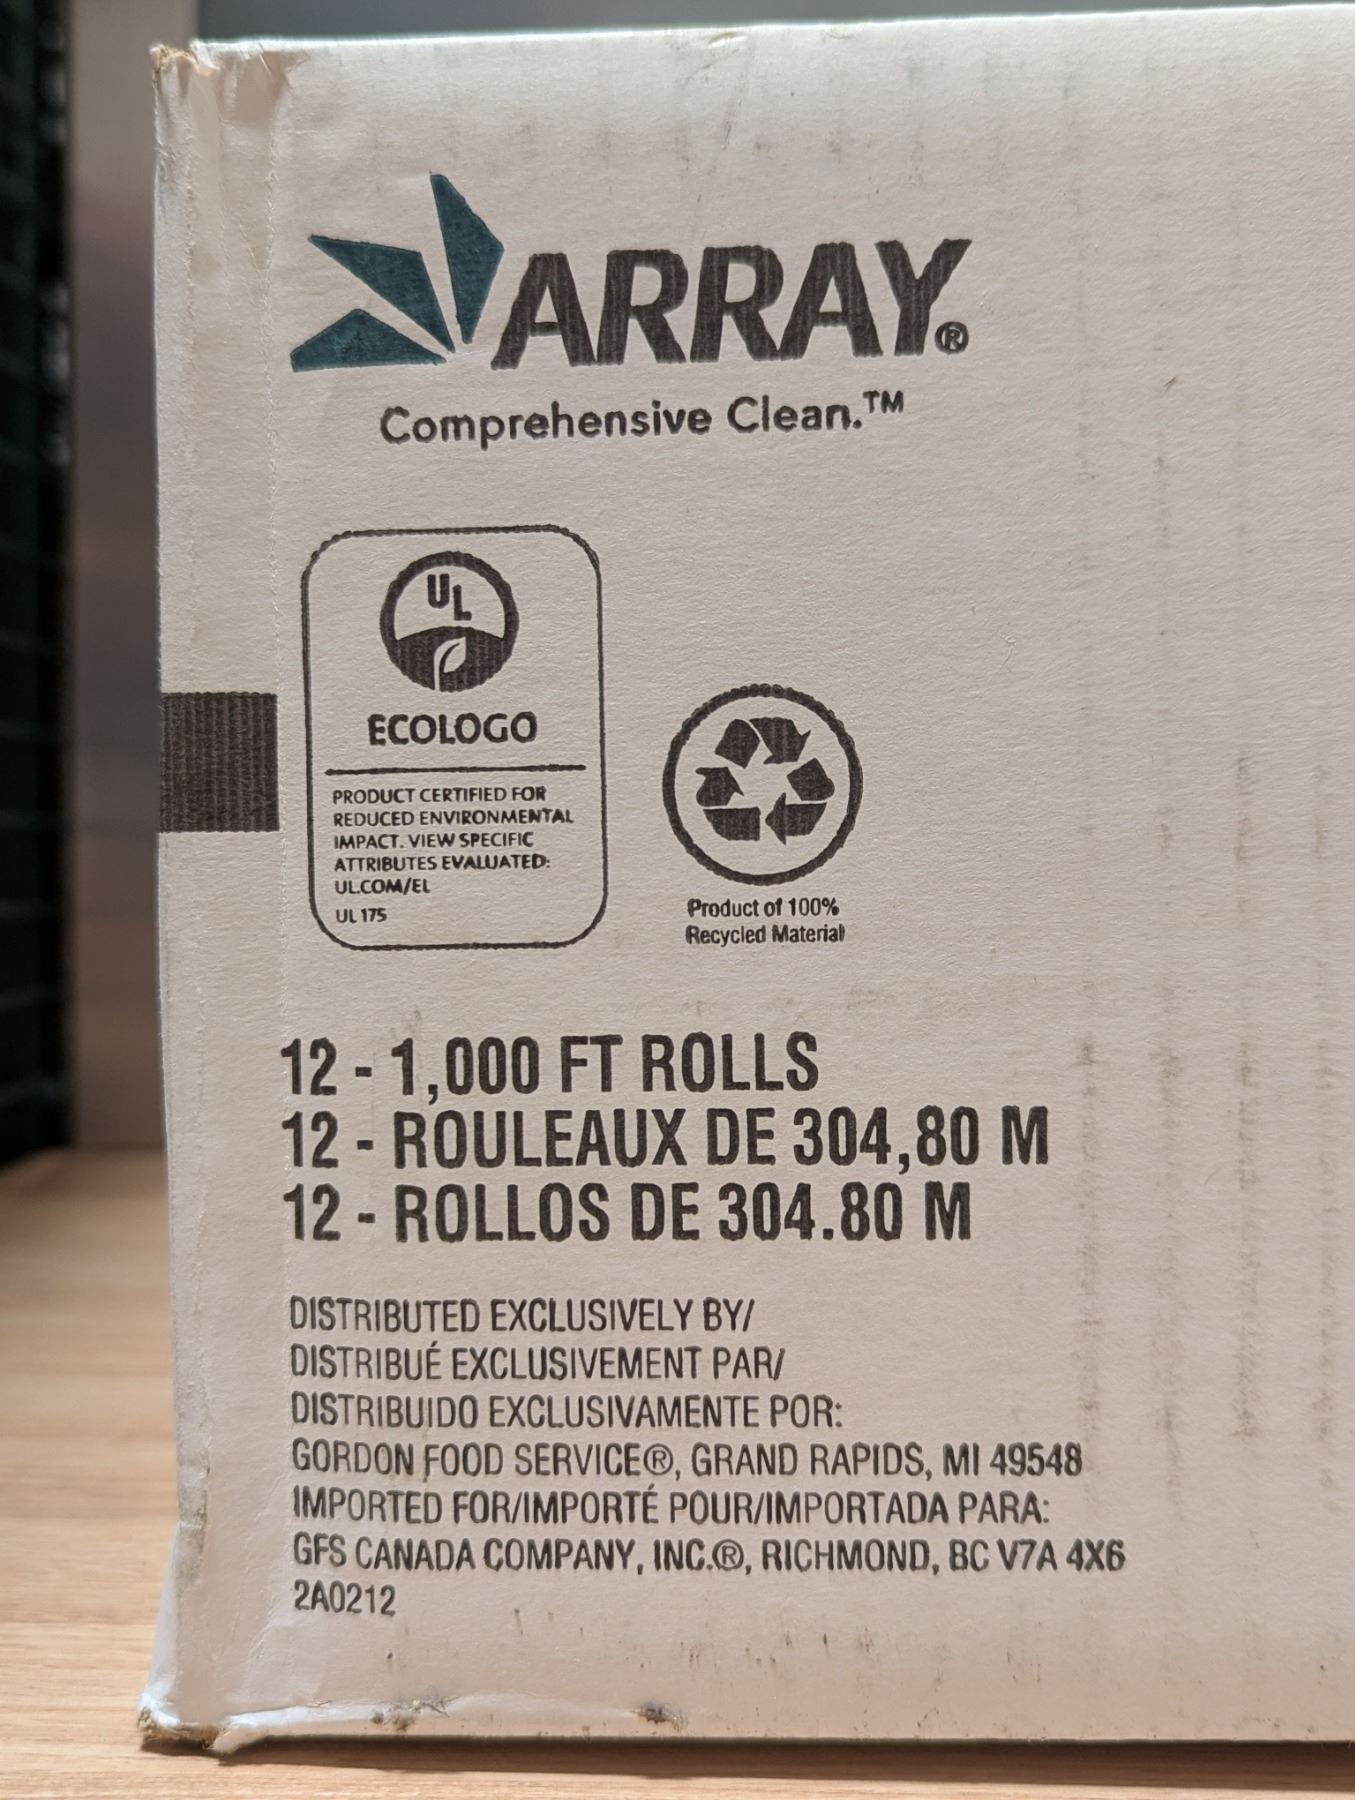 ARRAY®
Comprehensive Clean.™
UL
ECOLOGO
PRODUCT CERTIFIED FOR
REDUCED ENVIRONMENTAL
IMPACT. VIEW SPECIFIC
ATTRIBUTES EVALUATED:
UL.COM/EL
UL 175
Product of 100%
Recycled Material
12 - 1,000 FT ROLLS
12 - ROULEAUX DE 304,80 M
12 - ROLLOS DE 304.80 M
DISTRIBUTED EXCLUSIVELY BY/
DISTRIBUÉ EXCLUSIVEMENT PAR/
DISTRIBUIDO EXCLUSIVAMENTE POR:
GORDON FOOD SERVICE®, GRAND RAPIDS, MI 49548
IMPORTED FOR/IMPORTÉ POUR/IMPORTADA PARA:
GFS CANADA COMPANY, INC.®, RICHMOND, BC V7A 4X6
2A0212